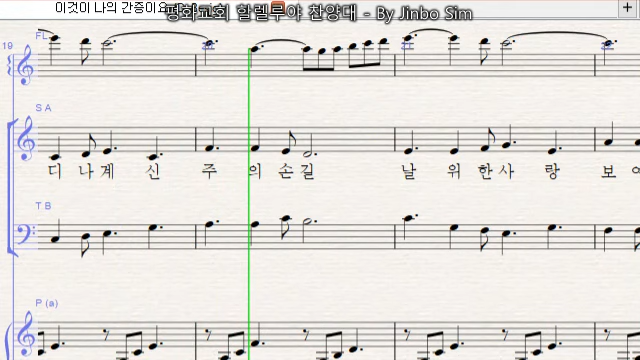 이것이 나의 간증이요
평화교회 할렐루야 찬양대 - By Jinbo Sim
+
19
FL
S A
디 나 계 신 주 의 손 길 날 위 한 사 랑 보 여
T B
P (a)